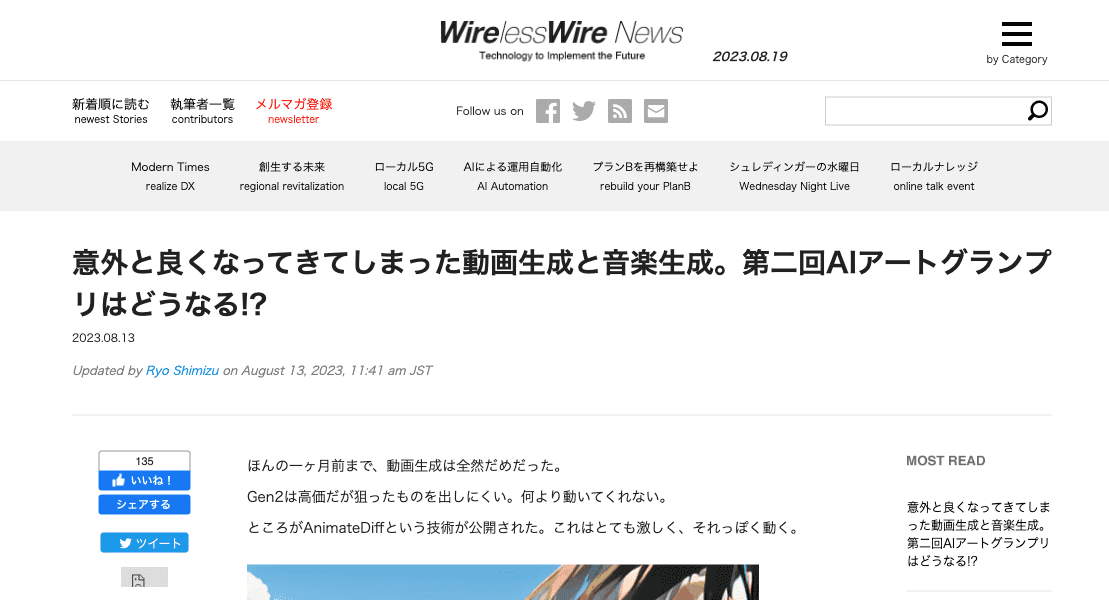 WirelessWire News
Technology to Implement the Future
2023.08.19
by Category
新着順に読む 執筆者一覧 メルマガ登録
newest Stories contributors newsletter
Follow us on
Modern Times 創生する未来 ローカル5G AIによる運用自動化 プランBを再構築せよ シュレディンガーの水曜日 ローカルナレッジ
realize DX regional revitalization local 5G AI Automation rebuild your PlanB Wednesday Night Live online talk event
意外と良くなってきてしまった動画生成と音楽生成。第二回AIアートグランプ
リはどうなる!?
2023.08.13
Updated by Ryo Shimizu on August 13, 2023, 11:41 am JST
135
いいね！
シェアする
ツイート
ほんの一ヶ月前まで、動画生成は全然だめだった。
Gen2は高価だが狙ったものを出しにくい。何より動いてくれない。
ところがAnimateDiffという技術が公開された。これはとても激しく、それっぽく動く。
MOST READ
意外と良くなってきてしま
った動画生成と音楽生成。
第二回AIアートグランプリ
はどうなる!?